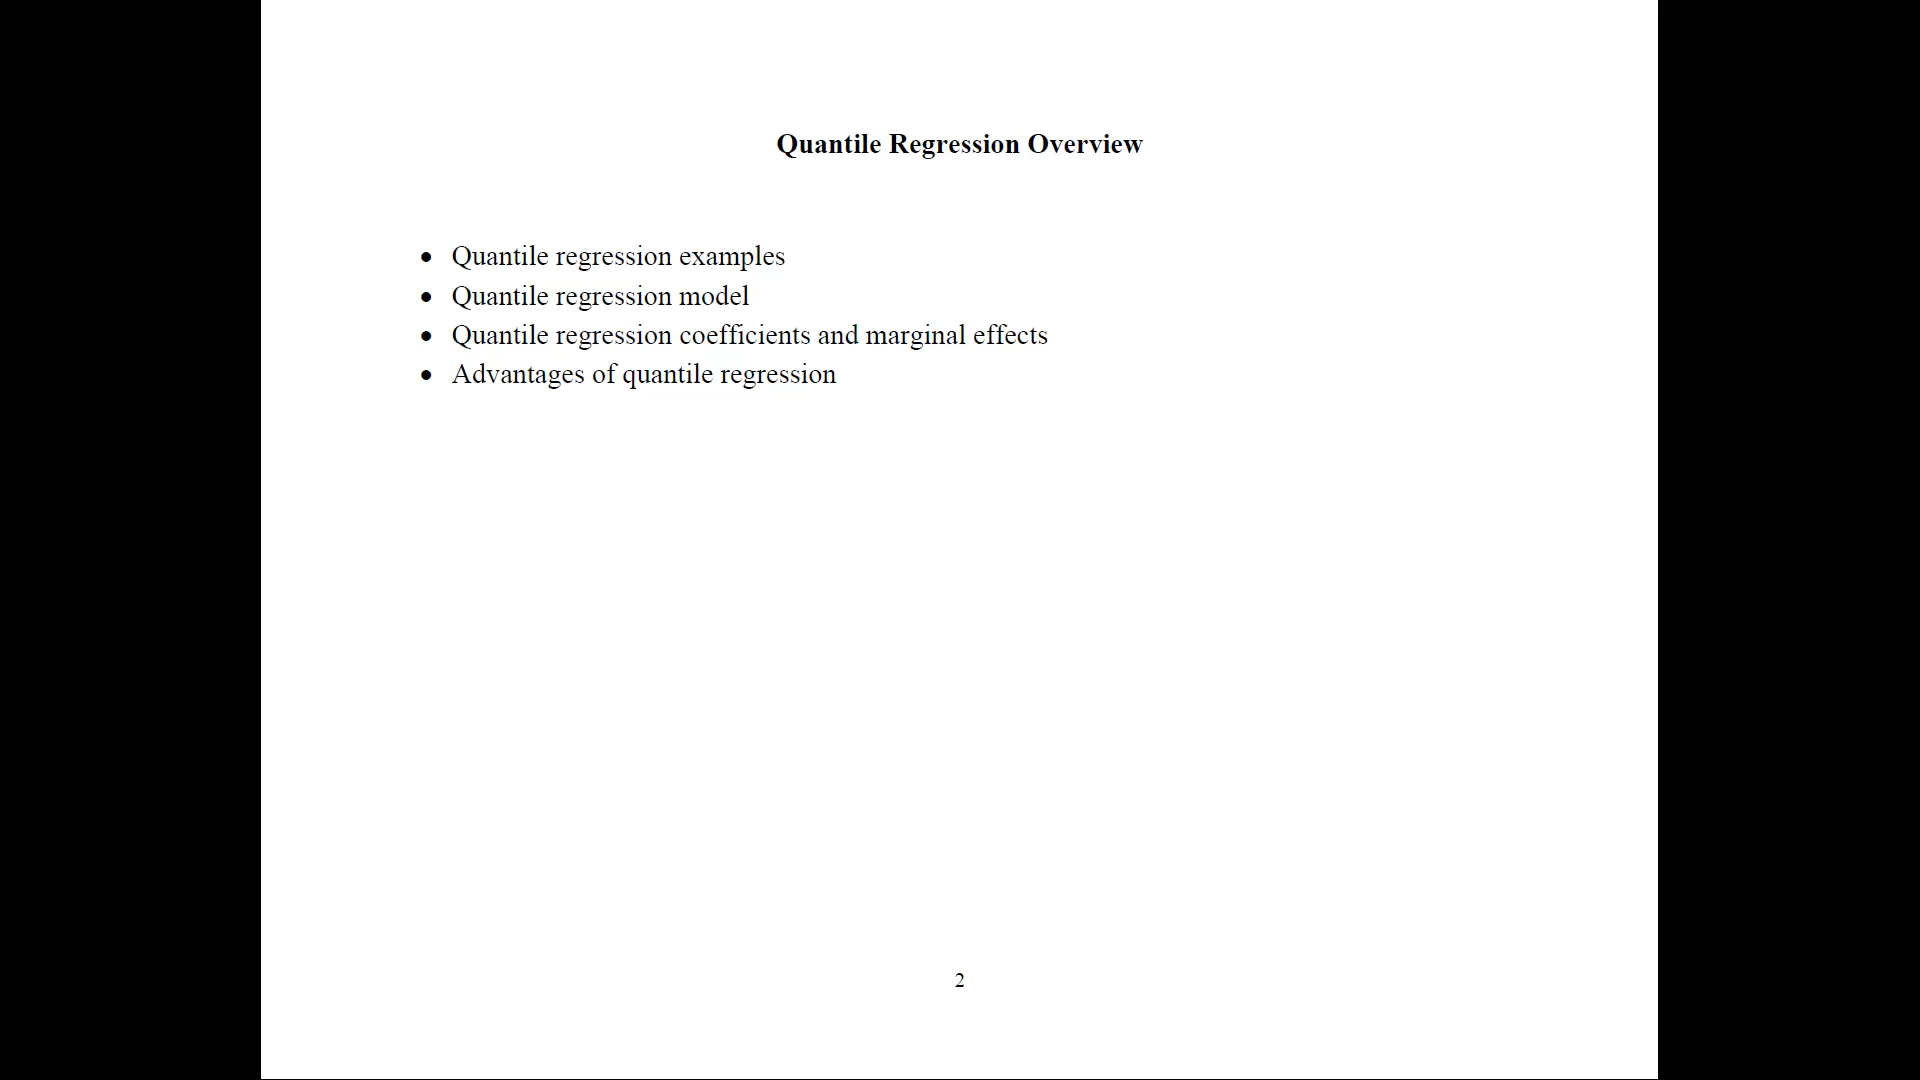 Quantile Regression Overview
• Quantile regression examples
• Quantile regression model
• Quantile regression coefficients and marginal effects
• Advantages of quantile regression
2